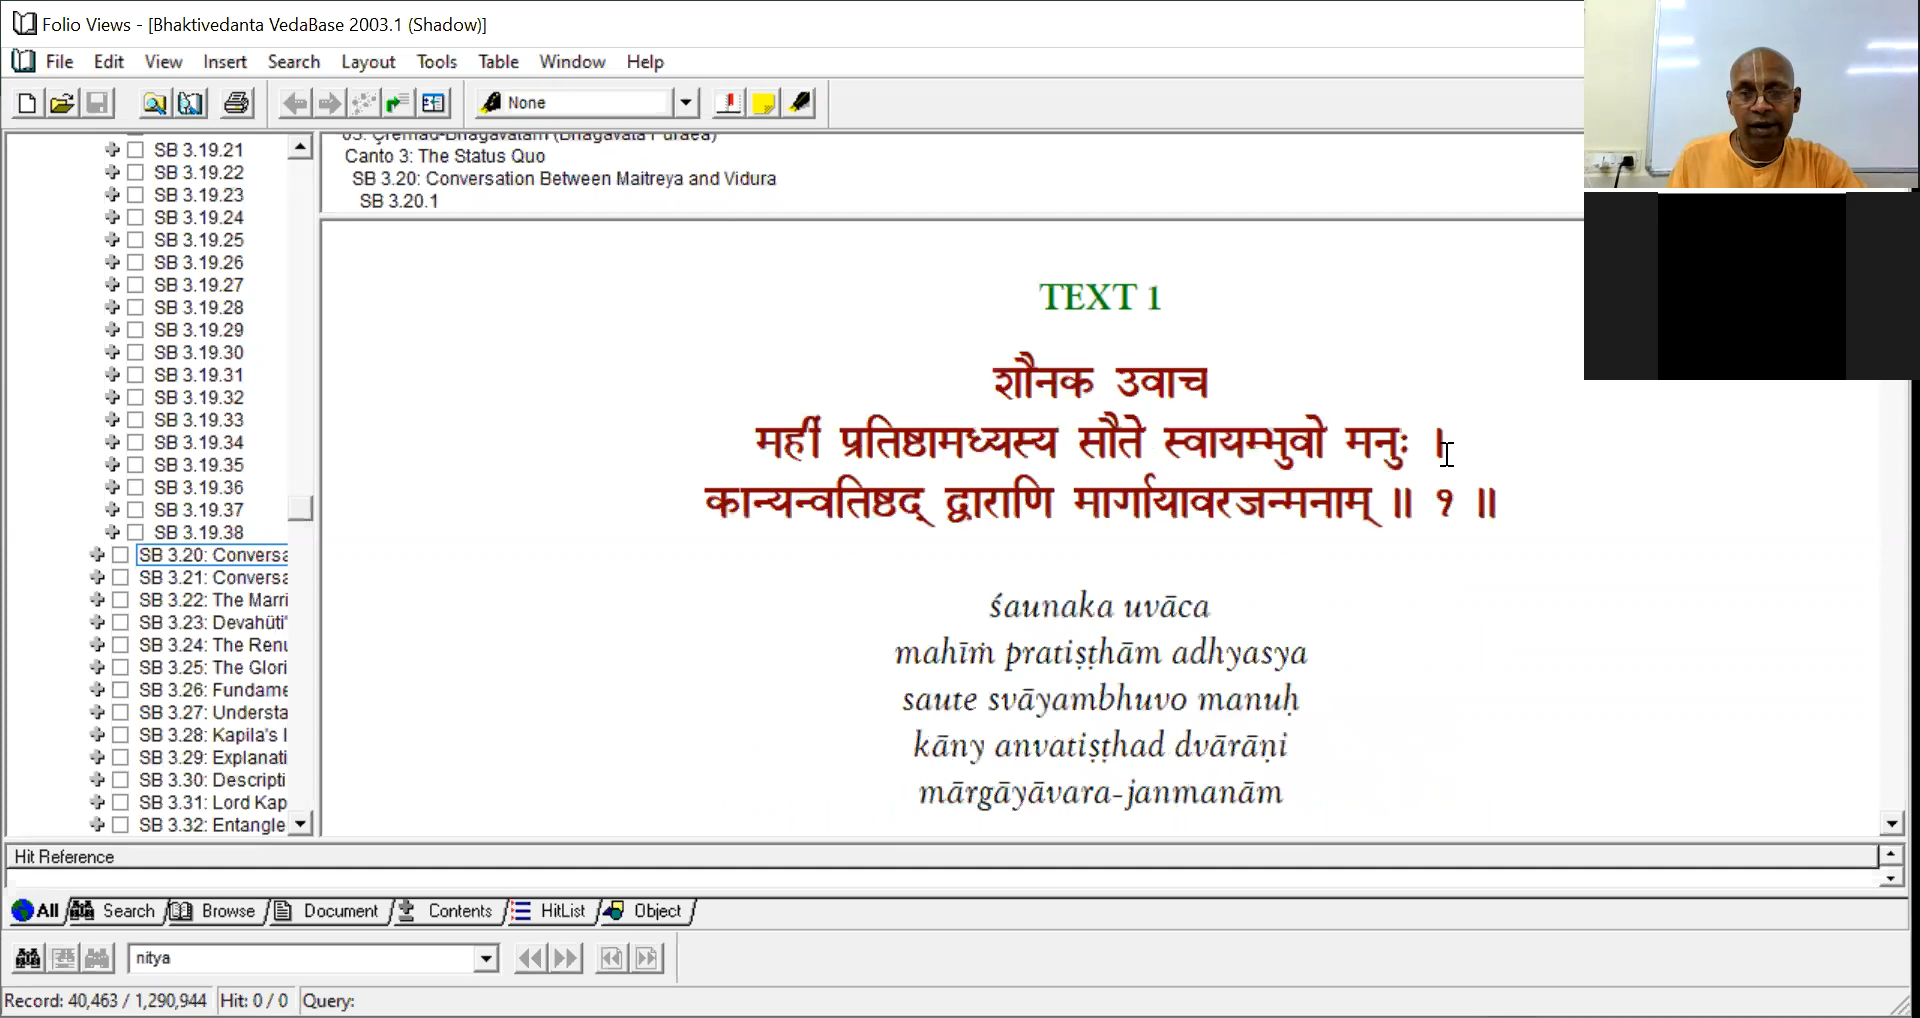 Folio Views - [Bhaktivedanta VedaBase 2003.1 (Shadow)]
File Edit View Insert Search Layout Tools Table Window Help
None
SB 3.19.21
SB 3.19.22
SB 3.19.23
SB 3.19.24
SB 3.19.25
SB 3.19.26
SB 3.19.27
SB 3.19.28
SB 3.19.29
SB 3.19.30
SB 3.19.31
SB 3.19.32
SB 3.19.33
SB 3.19.34
SB 3.19.35
SB 3.19.36
SB 3.19.37
SB 3.19.38
SB 3.20: Conversa
SB 3.21: Conversa
SB 3.22: The Marri
SB 3.23: Devahüti'
SB 3.24: The Renu
SB 3.25: The Glori
SB 3.26: Fundame
SB 3.27: Understa
SB 3.28: Kapila's I
SB 3.29: Explanati
SB 3.30: Descripti
SB 3.31: Lord Kap
SB 3.32: Entangle
Çrémad-Bhägavatam (Bhägavata Puräëa)
Canto 3: The Status Quo
SB 3.20: Conversation Between Maitreya and Vidura
SB 3.20.1
TEXT 1
शौनक उवाच
महीं प्रतिष्ठामध्यस्य सौते स्वायम्भुवो मनुः ।
कान्यन्वतिष्ठद् द्वाराणि मार्गायावरजन्मनाम् ॥ १ ॥
śaunaka uvāca
mahīṁ pratiṣṭhām adhyasya
saute svāyambhuvo manuḥ
kāny anvatiṣṭhad dvārāṇi
mārgāyāvara-janmanām
Hit Reference
All Search Browse Document Contents HitList Object
nitya
Record: 40,463 / 1,290,944 Hit: 0 / 0 Query: